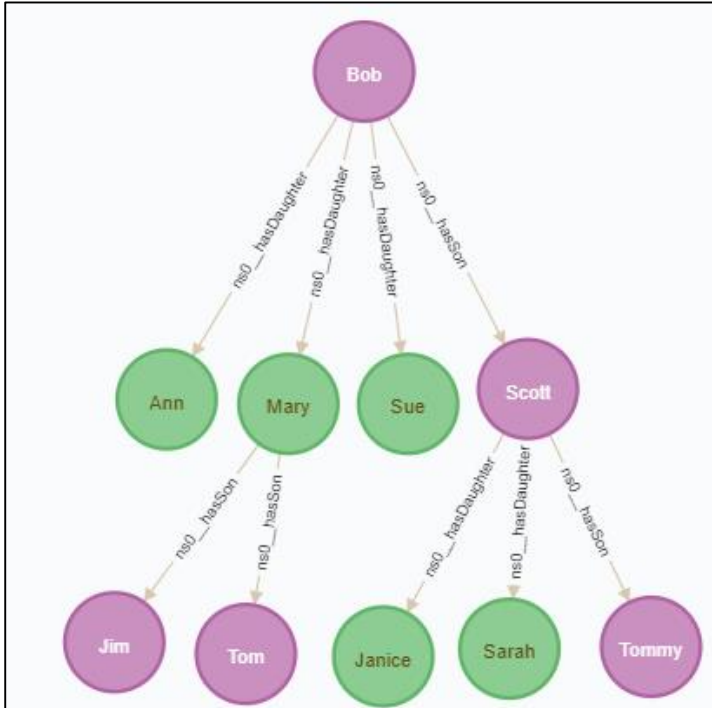 Bob
ns0__hasDaughter
ns0__hasDaughter
ns0__hasDaughter
ns0__hasSon
Ann
Mary
Sue
Scott
ns0__hasSon
ns0__hasSon
ns0__hasDaughter
ns0__hasDaughter
ns0__hasSon
Jim
Tom
Janice
Sarah
Tommy